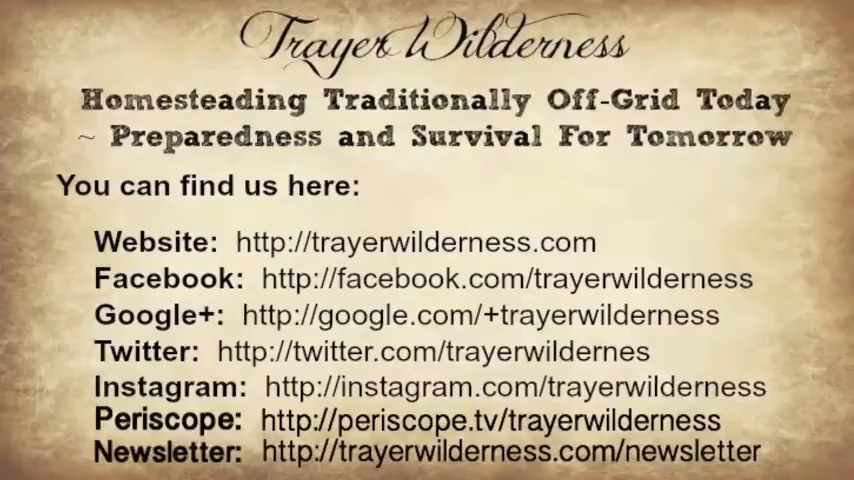 Trayer Wilderness
Homesteading Traditionally Off-Grid Today
~ Preparedness and Survival For Tomorrow
You can find us here:
Website: http://trayerwilderness.com
Facebook: http://facebook.com/trayerwilderness
Google+: http://google.com/+trayerwilderness
Twitter: http://twitter.com/trayerwildernes
Instagram: http://instagram.com/trayerwilderness
Periscope: http://periscope.tv/trayerwilderness
Newsletter: http://trayerwilderness.com/newsletter